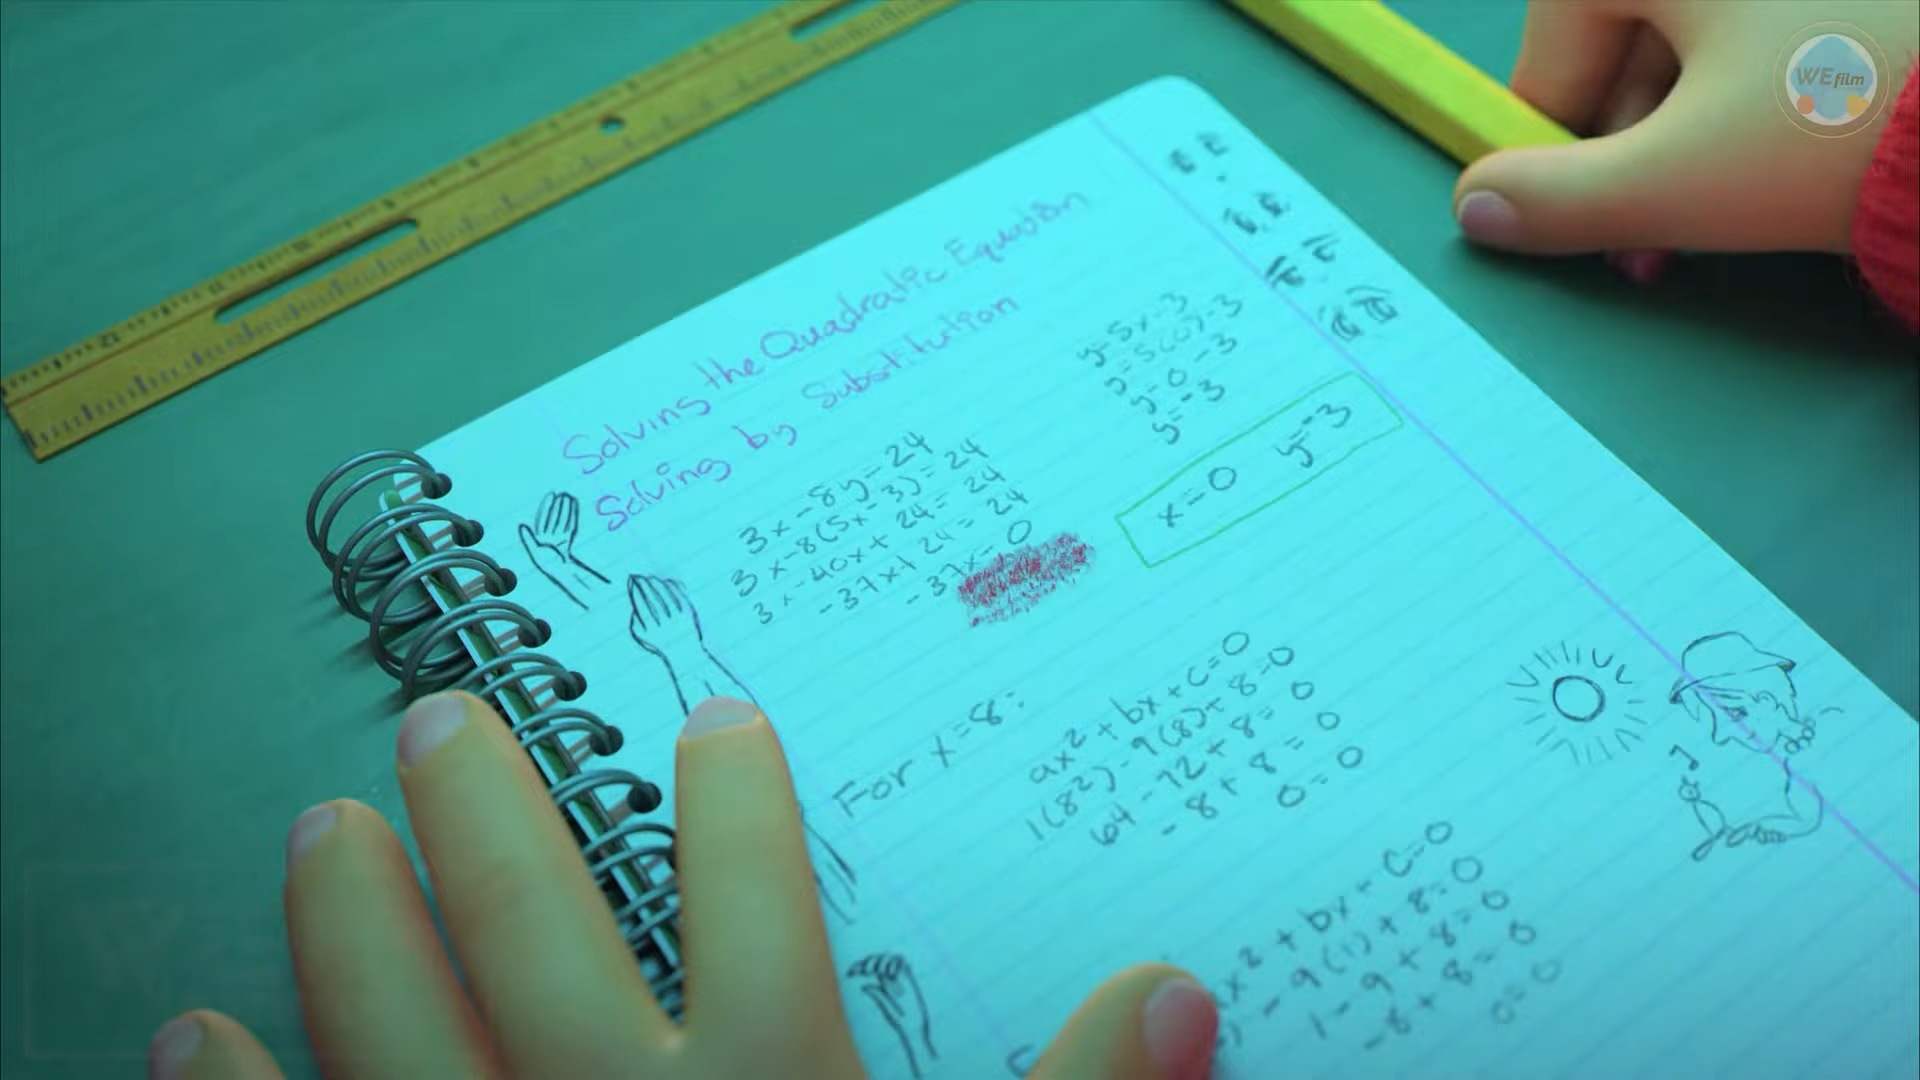 WE film
Solving the Quadratic Equation
Solving by Substitution
3x-8y=24
3x-8(5x-3)=24
3x-40x+24=24
-37x+24=24
-37x=0
y=5x-3
y=5(0)-3
y=0-3
y=-3
x=0 y=-3
For x=8:
ax²+bx+c=0
1(8²)-9(8)+8=0
64-72+8=0
-8+8=0
0=0
ax²+bx+c=0
)-9(1)+8=0
1-9+8=0
-8+8=0
0=0